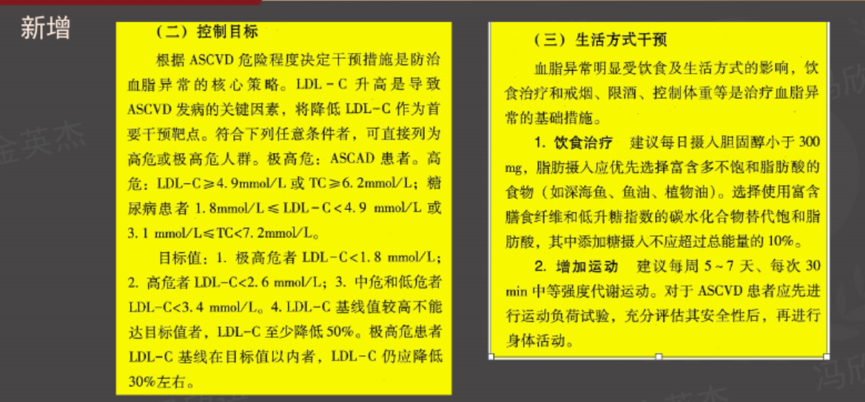 新增
(二) 控制目标
根据 ASCVD 危险程度决定干预措施是防治
血脂异常的核心策略。LDL-C 升高是导致
ASCVD 发病的关键因素，将降低 LDL-C 作为首
要干预靶点。符合下列任意条件者，可直接列为
高危或极高危人群。极高危：ASCAD 患者。高
危：LDL-C≥4.9mmol/L 或 TC≥6.2mmol/L；糖
尿病患者 1.8mmol/L≤LDL-C<4.9 mmol/L 或
3.1 mmol/L≤TC<7.2mmol/L。
目标值：1. 极高危者 LDL-C<1.8 mmol/L；
2. 高危者 LDL-C<2.6 mmol/L；3. 中危和低危者
LDL-C<3.4 mmol/L。4. LDL-C 基线值较高不能
达目标值者，LDL-C 至少降低 50%。极高危患者
LDL-C 基线在目标值以内者，LDL-C 仍应降低
30%左右。
(三) 生活方式干预
血脂异常明显受饮食及生活方式的影响，饮
食治疗和戒烟、限酒、控制体重等是治疗血脂异
常的基础措施。
1. 饮食治疗 建议每日摄入胆固醇小于 300
mg，脂肪摄入应优先选择富含多不饱和脂肪酸的
食物（如深海鱼、鱼油、植物油）。选择使用富含
膳食纤维和低升糖指数的碳水化合物替代饱和脂
肪酸，其中添加糖摄入不应超过总能量的 10%。
2. 增加运动 建议每周 5~7 天、每次 30
min 中等强度代谢运动。对于 ASCVD 患者应先进
行运动负荷试验，充分评估其安全性后，再进行
身体活动。
金英杰
冯欣